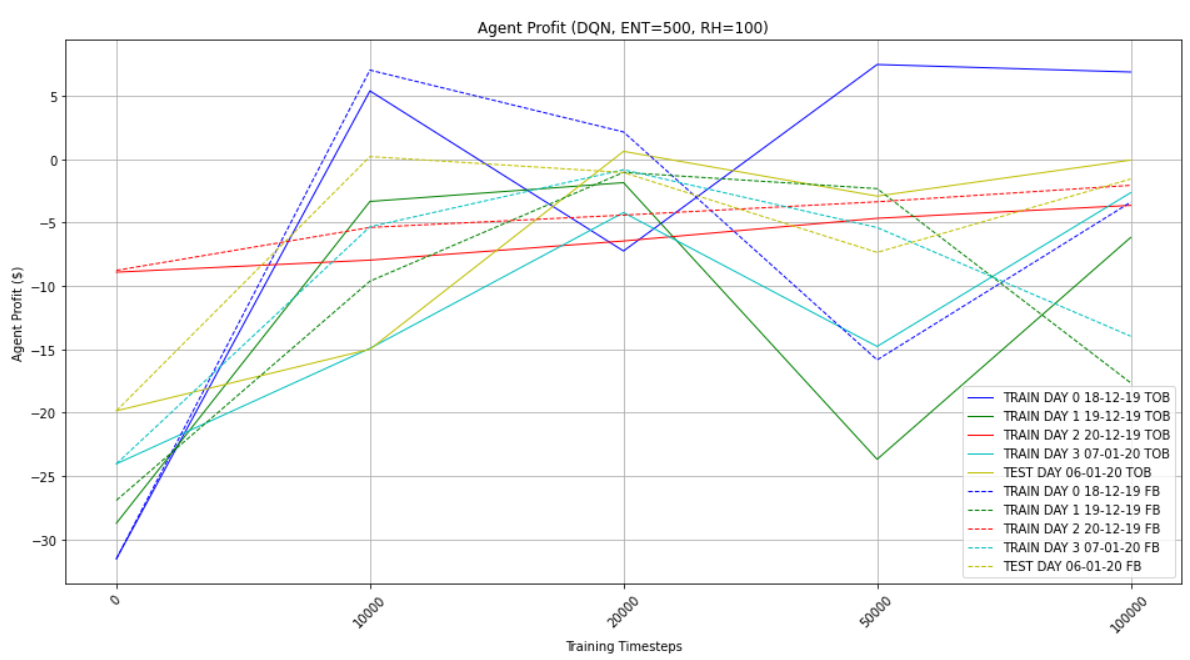 Agent Profit (DQN, ENT=500, RH=100)
Agent Profit ($)
5
0
−5
−10
−15
−20
−25
−30
TRAIN DAY 0 18-12-19 TOB
TRAIN DAY 1 19-12-19 TOB
TRAIN DAY 2 20-12-19 TOB
TRAIN DAY 3 07-01-20 TOB
TEST DAY 06-01-20 TOB
TRAIN DAY 0 18-12-19 FB
TRAIN DAY 1 19-12-19 FB
TRAIN DAY 2 20-12-19 FB
TRAIN DAY 3 07-01-20 FB
TEST DAY 06-01-20 FB
0
10000
20000
50000
100000
Training Timesteps